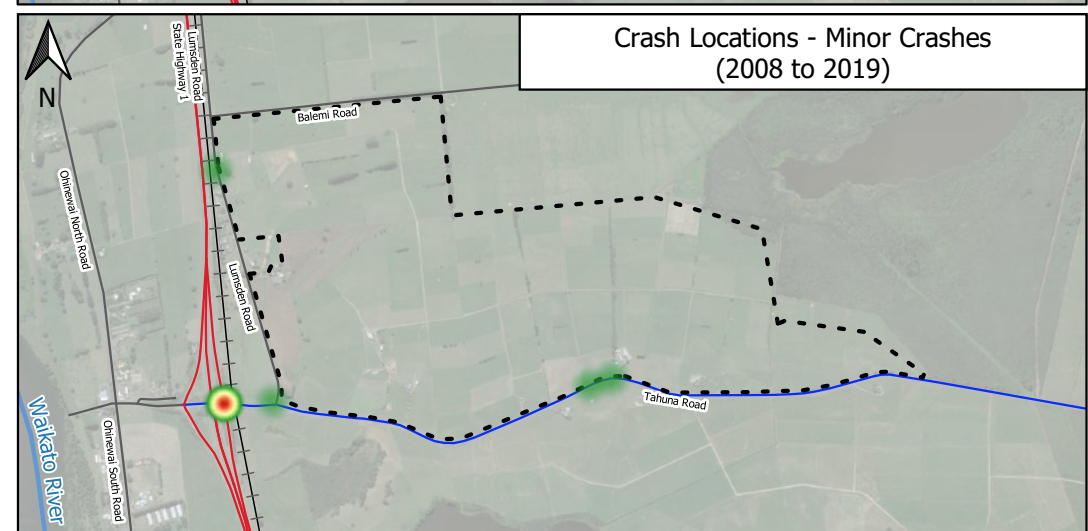 Crash Locations - Minor Crashes
(2008 to 2019)
N
Lumsden Road
State Highway 1
Balemi Road
Ohinewai North Road
Lumsden Road
Tahuna Road
Waikato River
Ohinewai South Road